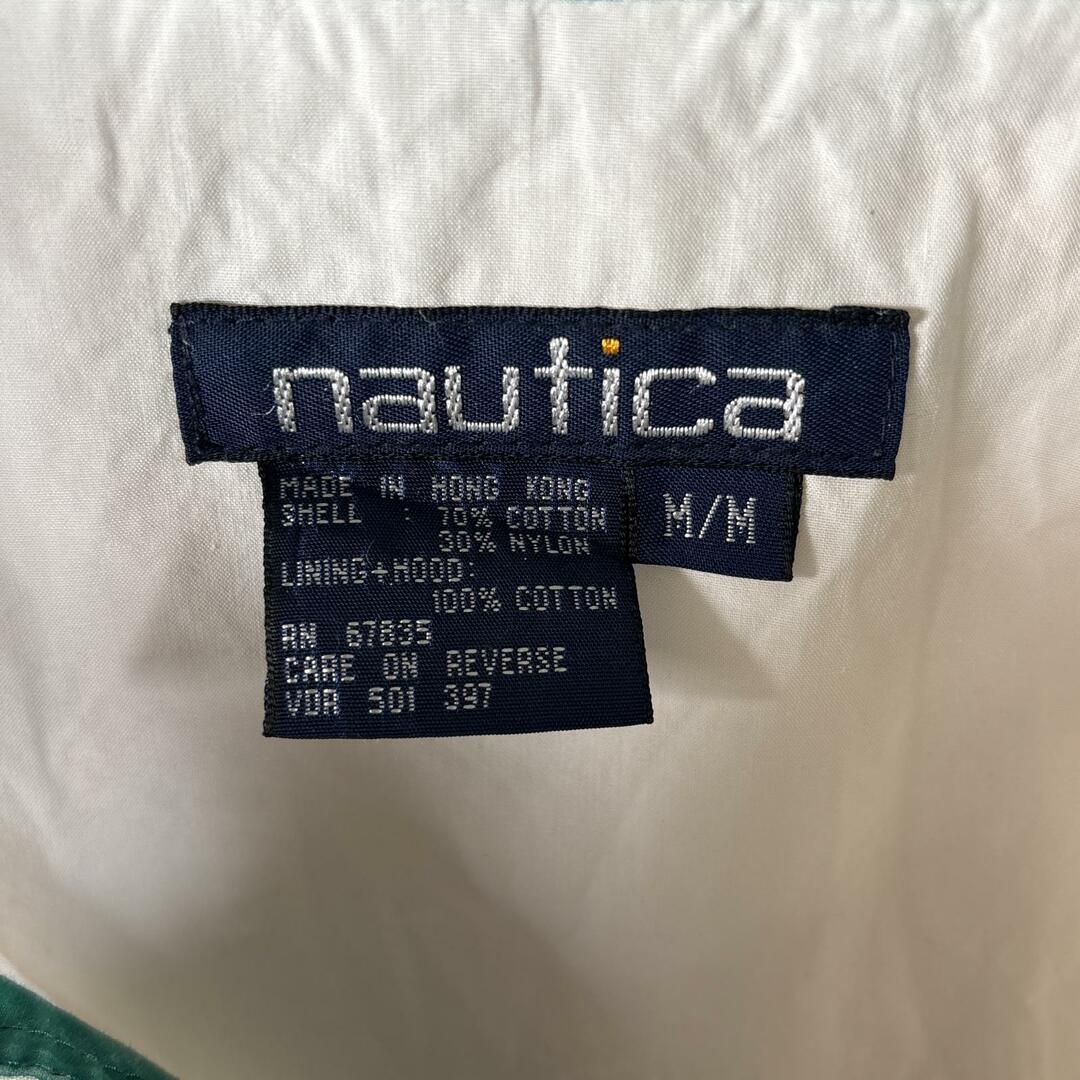 nautica
MADE IN HONG KONG
SHELL : 70% COTTON
30% NYLON
LINING+HOOD:
100% COTTON
RN 67835
CARE ON REVERSE
VDR 501 397
M/M